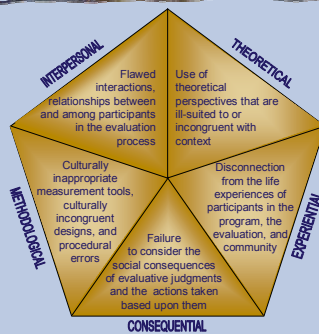 INTERPERSONAL
Flawed
interactions,
relationships between
and among participants
in the evaluation
process
THEORETICAL
Use of
theoretical
perspectives that are
ill-suited to or
incongruent with
context
METHODOLOGICAL
Culturally
inappropriate
measurement tools,
culturally
incongruent
designs, and
procedural
errors
EXPERIENTIAL
Disconnection
from the life
experiences of
participants in the
program, the
evaluation, and
community
Failure
to consider the
social consequences
of evaluative judgments
and the actions taken
based upon them
CONSEQUENTIAL